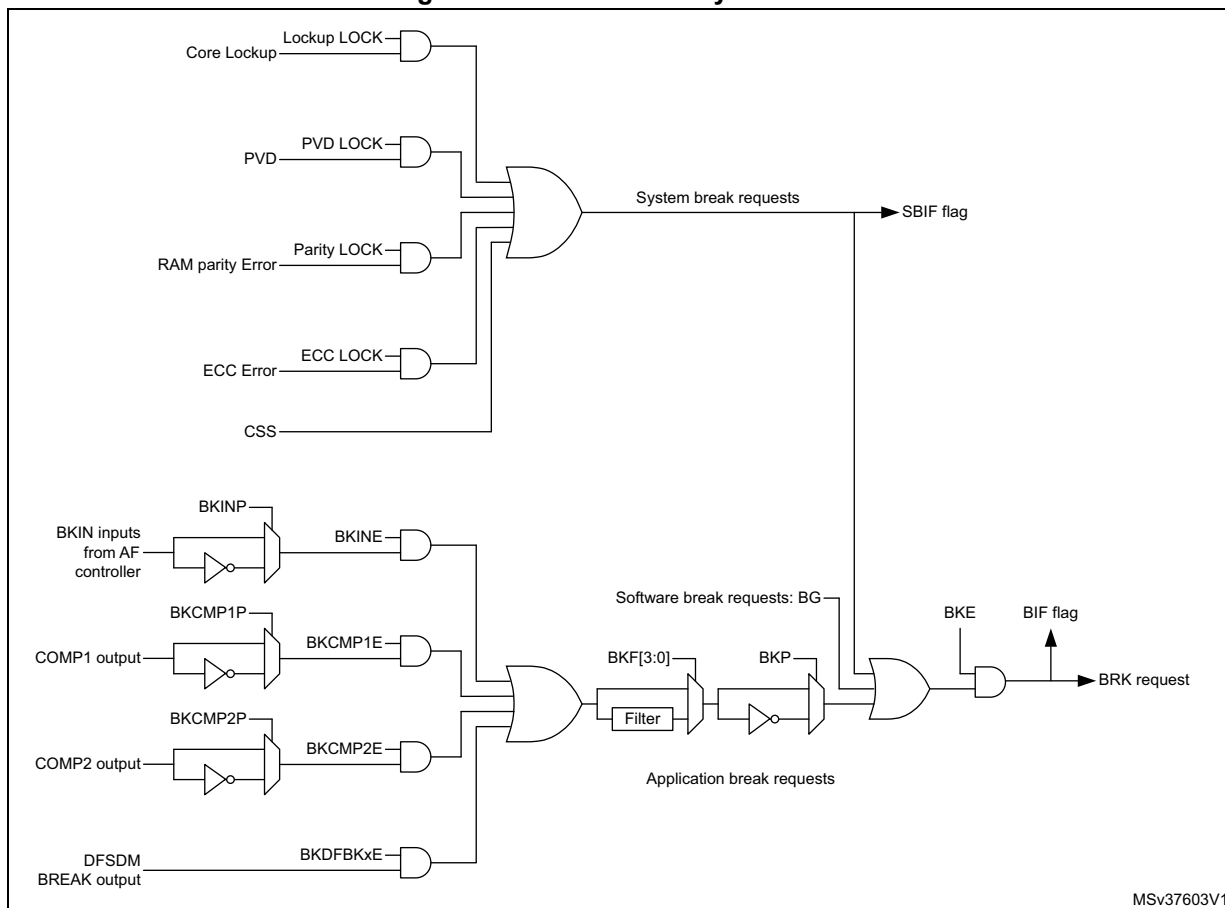 Lockup LOCK
Core Lockup
PVD LOCK
PVD
System break requests
SBIF flag
Parity LOCK
RAM parity Error
ECC LOCK
ECC Error
CSS
BKINP
BKIN inputs
from AF
controller
BKINE
Software break requests: BG
BKCMP1P
BKE
BIF flag
BKCMP1E
COMP1 output
BKF[3:0]
BKP
BRK request
BKCMP2P
Filter
BKCMP2E
COMP2 output
Application break requests
BKDFBKxE
DFSDM
BREAK output
MSv37603V1